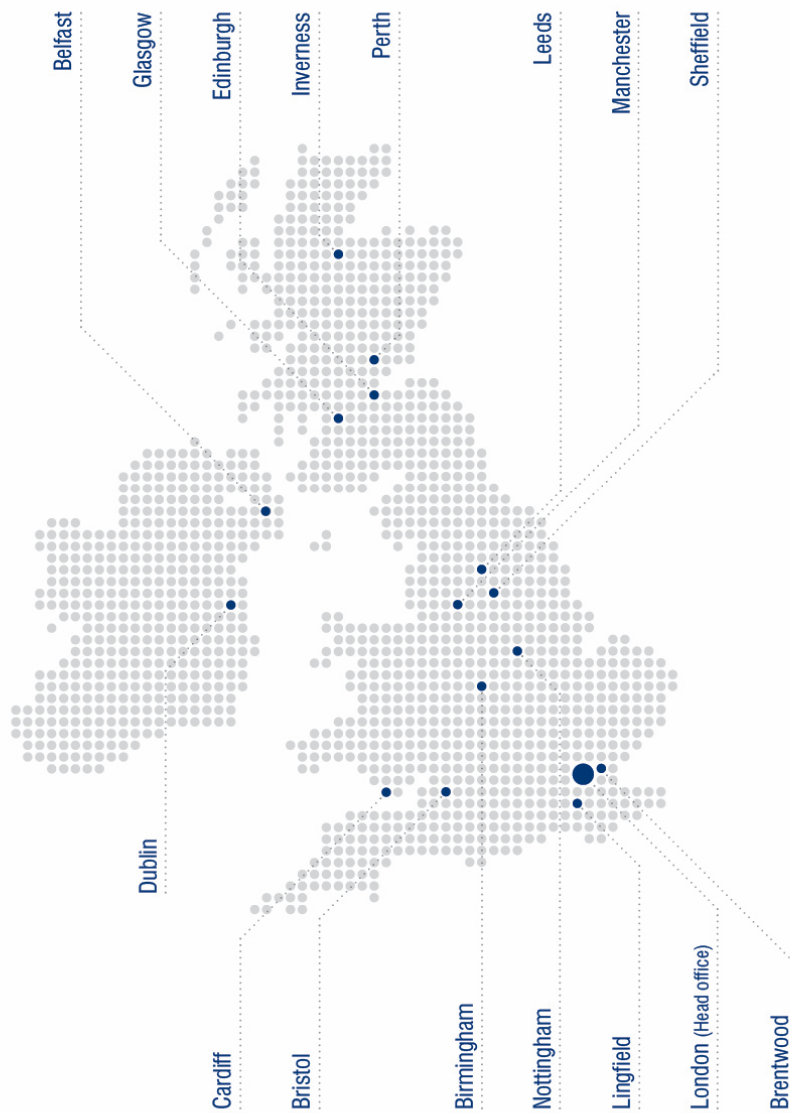 Belfast
Glasgow
Edinburgh
Inverness
Perth
Leeds
Manchester
Sheffield
Dublin
Cardiff
Bristol
Birmingham
Nottingham
Lingfield
London (Head office)
Brentwood